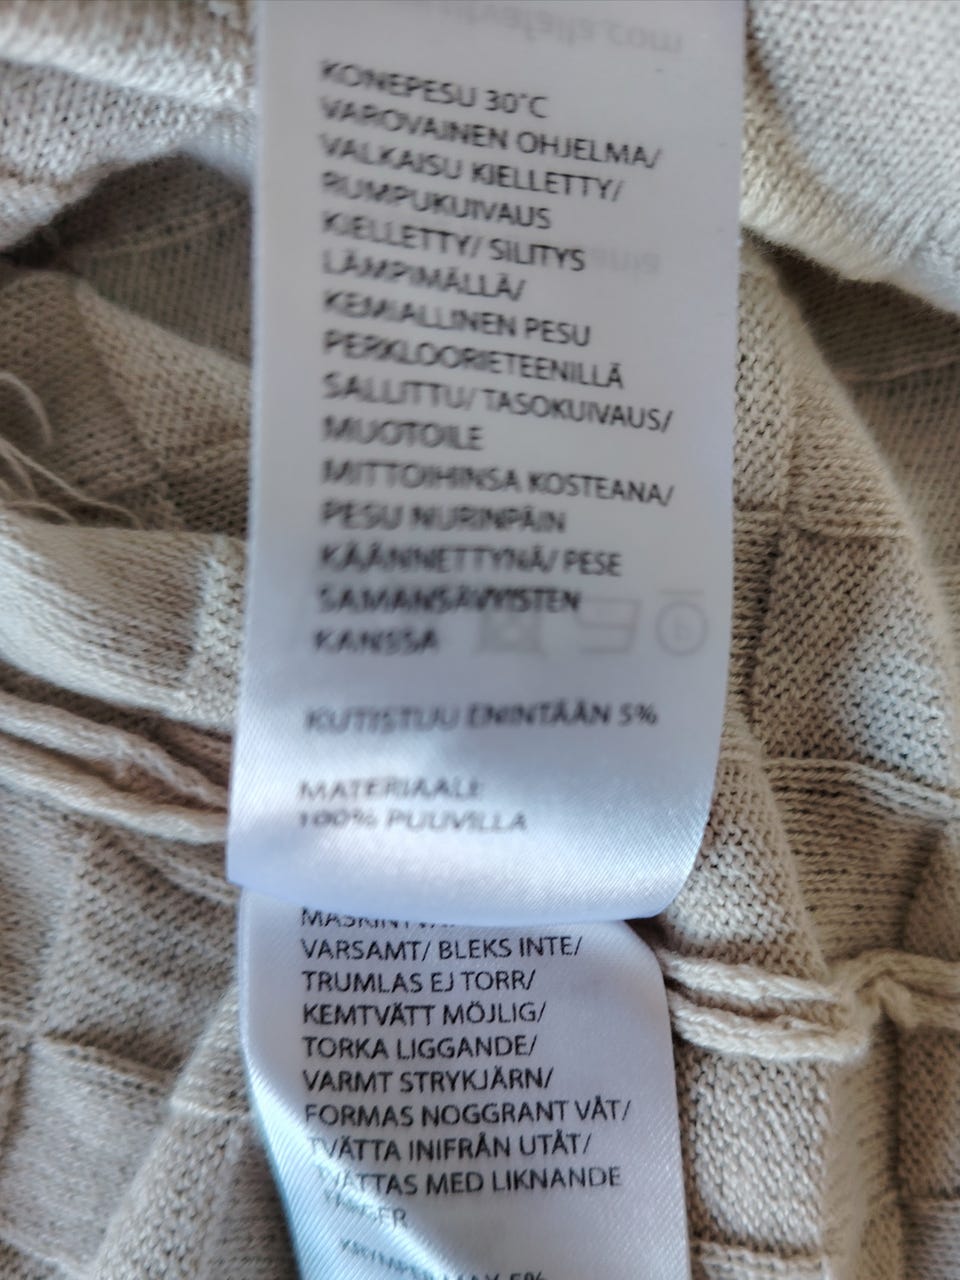 KONEPESU 30°C
VAROVAINEN OHJELMA/
VALKAISU KIELLETTY/
RUMPUKUIVAUS
KIELLETTY/ SILITYS
LÄMPIMÄLLÄ/
KEMIALLINEN PESU
PERKLOORIETEENILLÄ
SALLITTU/ TASOKUIVAUS/
MUOTOILE
MITTOIHINSA KOSTEANA/
PESU NURINPÄIN
KÄÄNNETTYNÄ/ PESE
SAMANSÄVYISTEN
KANSSA
KUTISTUU ENINTÄÄN 5%
MATERIAALI:
100% PUUVILLA
VARSAMT/ BLEKS INTE/
TRUMLAS EJ TORR/
KEMTVÄTT MÖJLIG/
TORKA LIGGANDE/
VARMT STRYKJÄRN/
FORMAS NOGGRANT VÅT/
TVÄTTA INIFRÅN UTÅT/
TVÄTTAS MED LIKNANDE
MAX 5%